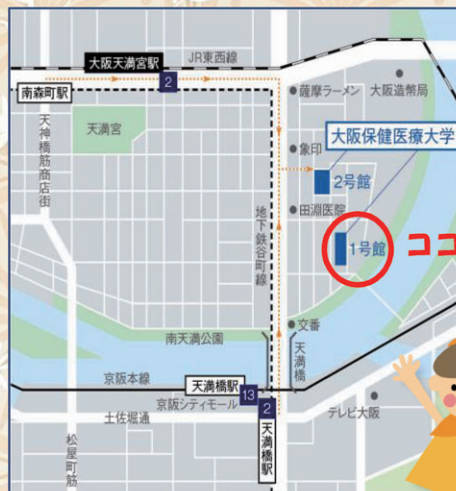 JR東西線
大阪天満宮駅
2
南森町駅
薩摩ラーメン
大阪造幣局
天神橋筋商店街
天満宮
大阪保健医療大学
象印
2号館
田淵医院
地下鉄谷町線
1号館
ココ
交番
南天満公園
天満橋
京阪本線
天満橋駅
13
京阪シティモール
2
土佐堀通
テレビ大阪
天満橋駅
松屋町筋